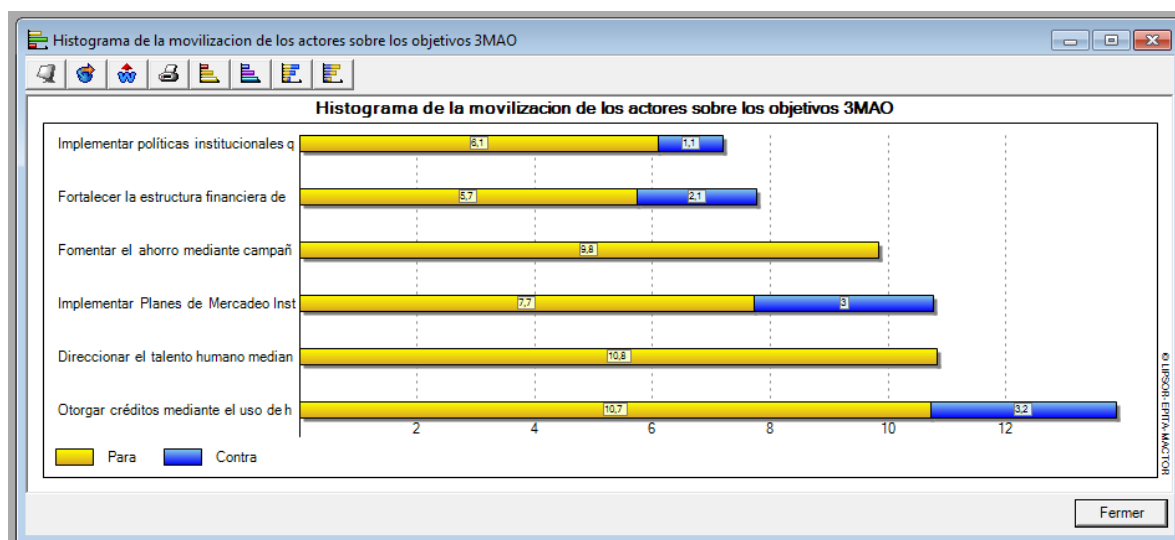 Histograma de la movilizacion de los actores sobre los objetivos 3MAO
Histograma de la movilizacion de los actores sobre los objetivos 3MAO
Implementar políticas institucionales q
6,1
1,1
Fortalecer la estructura financiera de
5,7
2,1
Fomentar el ahorro mediante campañ
9,8
Implementar Planes de Mercadeo Inst
7,7
3
Direccionar el talento humano median
10,8
Otorgar créditos mediante el uso de h
10,7
3,2
2 4 6 8 10 12
Para Contra
© LIPSOR-EPITA-MACTOR
Fermer